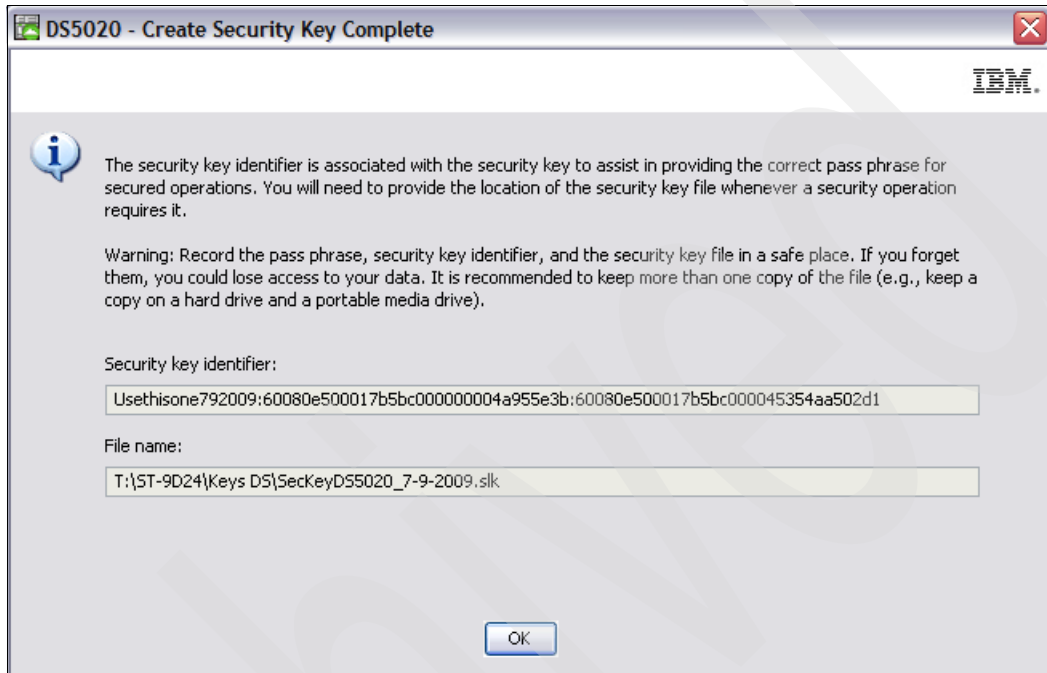 DS5020 - Create Security Key Complete
IBM.
The security key identifier is associated with the security key to assist in providing the correct pass phrase for
secured operations. You will need to provide the location of the security key file whenever a security operation
requires it.
Warning: Record the pass phrase, security key identifier, and the security key file in a safe place. If you forget
them, you could lose access to your data. It is recommended to keep more than one copy of the file (e.g., keep a
copy on a hard drive and a portable media drive).
Security key identifier:
Usethisone792009:60080e500017b5bc000000004a955e3b:60080e500017b5bc000045354aa502d1
File name:
T:\ST-9D24\Keys DS\SecKeyDS5020_7-9-2009.slk
OK